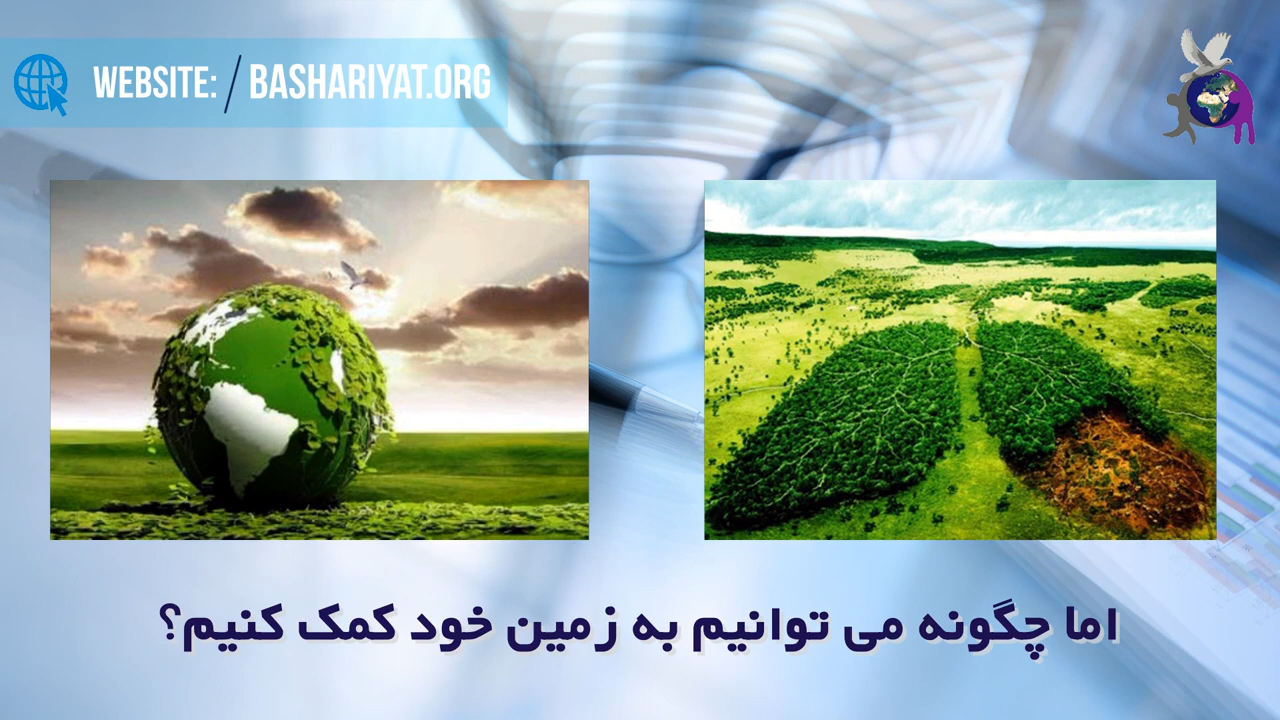 WEBSITE: / BASHARIYAT.ORG
اما چگونه می توانیم به زمین خود کمک کنیم؟